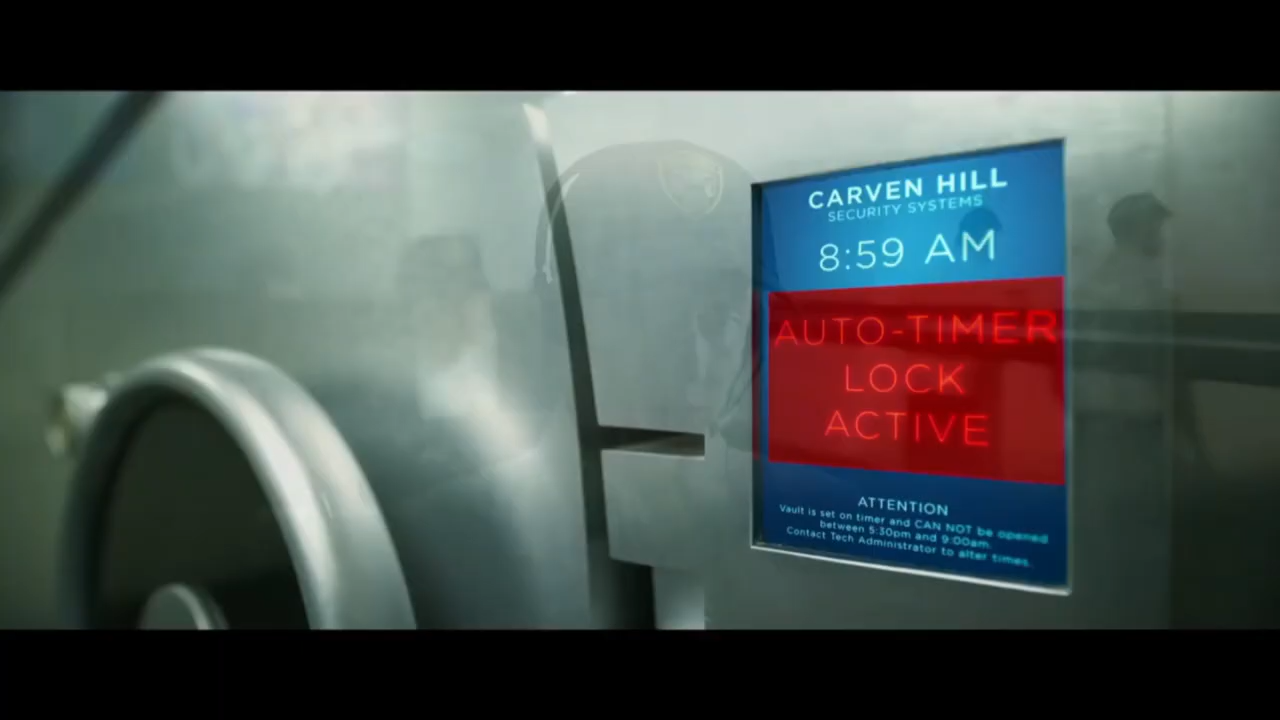 CARVEN HILL
SECURITY SYSTEMS
8:59 AM
AUTO-TIMER
LOCK
ACTIVE
ATTENTION
Vault is set on timer and CAN NOT be opened
between 5:30pm and 9:00am.
Contact Tech Administrator to alter times.